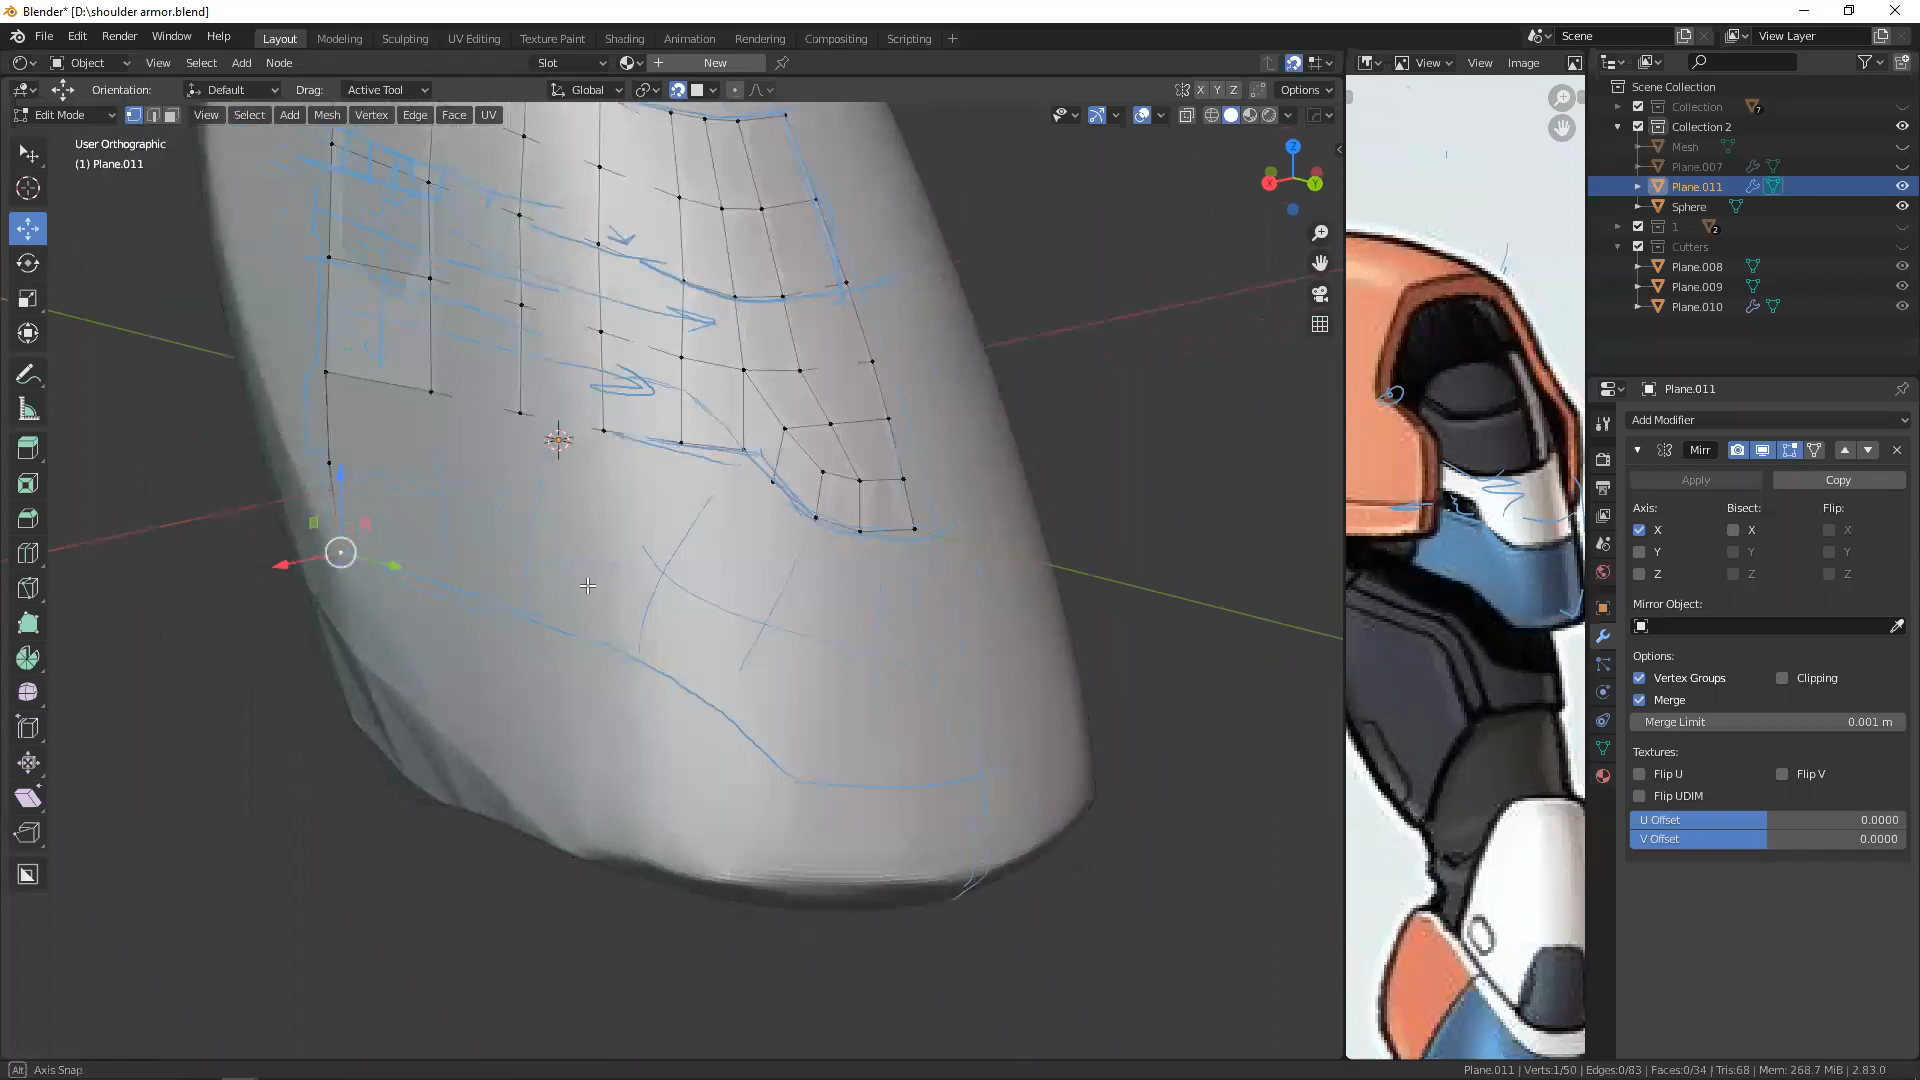 Blender* [D:\shoulder armor.blend]
File Edit Render Window Help
Layout Modeling Sculpting UV Editing Texture Paint Shading Animation Rendering Compositing Scripting
Scene
View Layer
Object View Select Add Node
Slot
New
View View Image
Orientation: Default Drag: Active Tool
Global
X Y Z
Options
Edit Mode
View Select Add Mesh Vertex Edge Face UV
User Orthographic
(1) Plane.011
Z
X
Y
Scene Collection
Collection 7
Collection 2
Mesh
Plane.007
Plane.011
Sphere
1 2
Cutters
Plane.008
Plane.009
Plane.010
Plane.011
Add Modifier
Mirr
Apply Copy
Axis: Bisect: Flip:
X X X
Y Y Y
Z Z Z
Mirror Object:
Options:
Vertex Groups Clipping
Merge
Merge Limit 0.001 m
Textures:
Flip U Flip V
Flip UDIM
U Offset 0.0000
V Offset 0.0000
Alt Axis Snap
Plane.011 | Verts:1/50 | Edges:0/83 | Faces:0/34 | Tris:68 | Mem: 268.7 MiB | 2.83.0